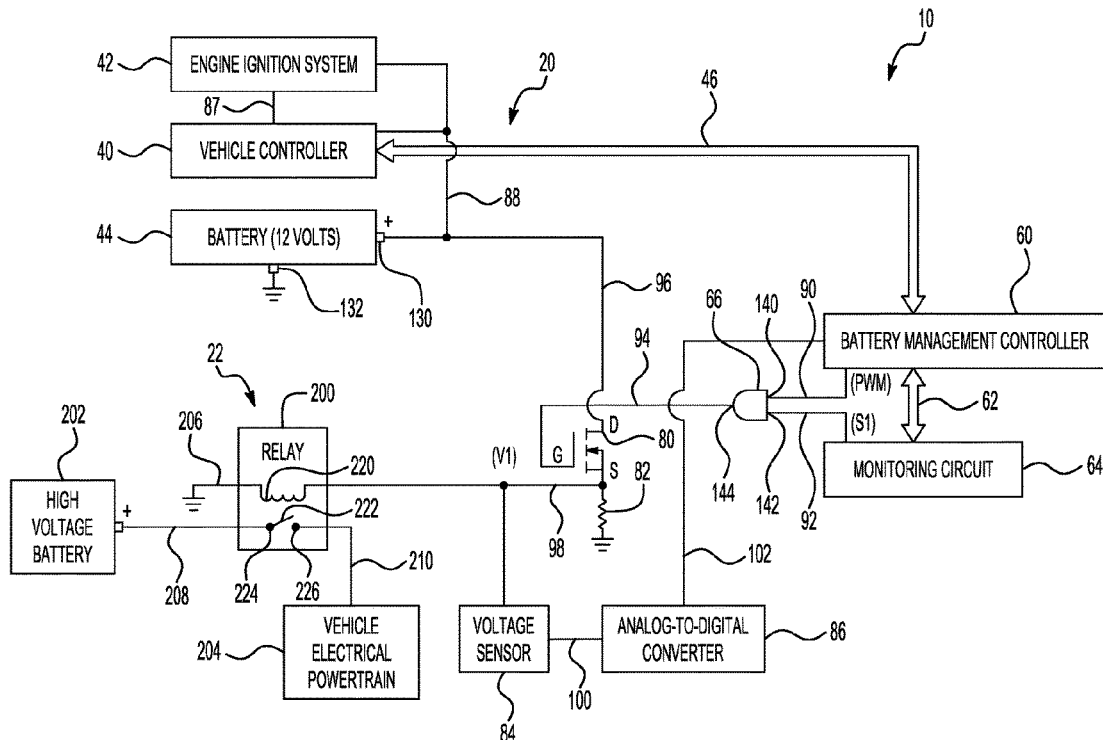 10
42
ENGINE IGNITION SYSTEM
20
46
87
40
VEHICLE CONTROLLER
88
44
BATTERY (12 VOLTS)
+
132
130
96
60
66
140
90
BATTERY MANAGEMENT CONTROLLER
94
(PWM)
22
200
62
202
206
RELAY
D
80
(S1)
(V1)
G
220
S
82
144
142
92
MONITORING CIRCUIT
64
HIGH
VOLTAGE
BATTERY
+
222
98
208
224
226
210
102
204
VEHICLE
ELECTRICAL
POWERTRAIN
VOLTAGE
SENSOR
ANALOG-TO-DIGITAL
CONVERTER
86
100
84